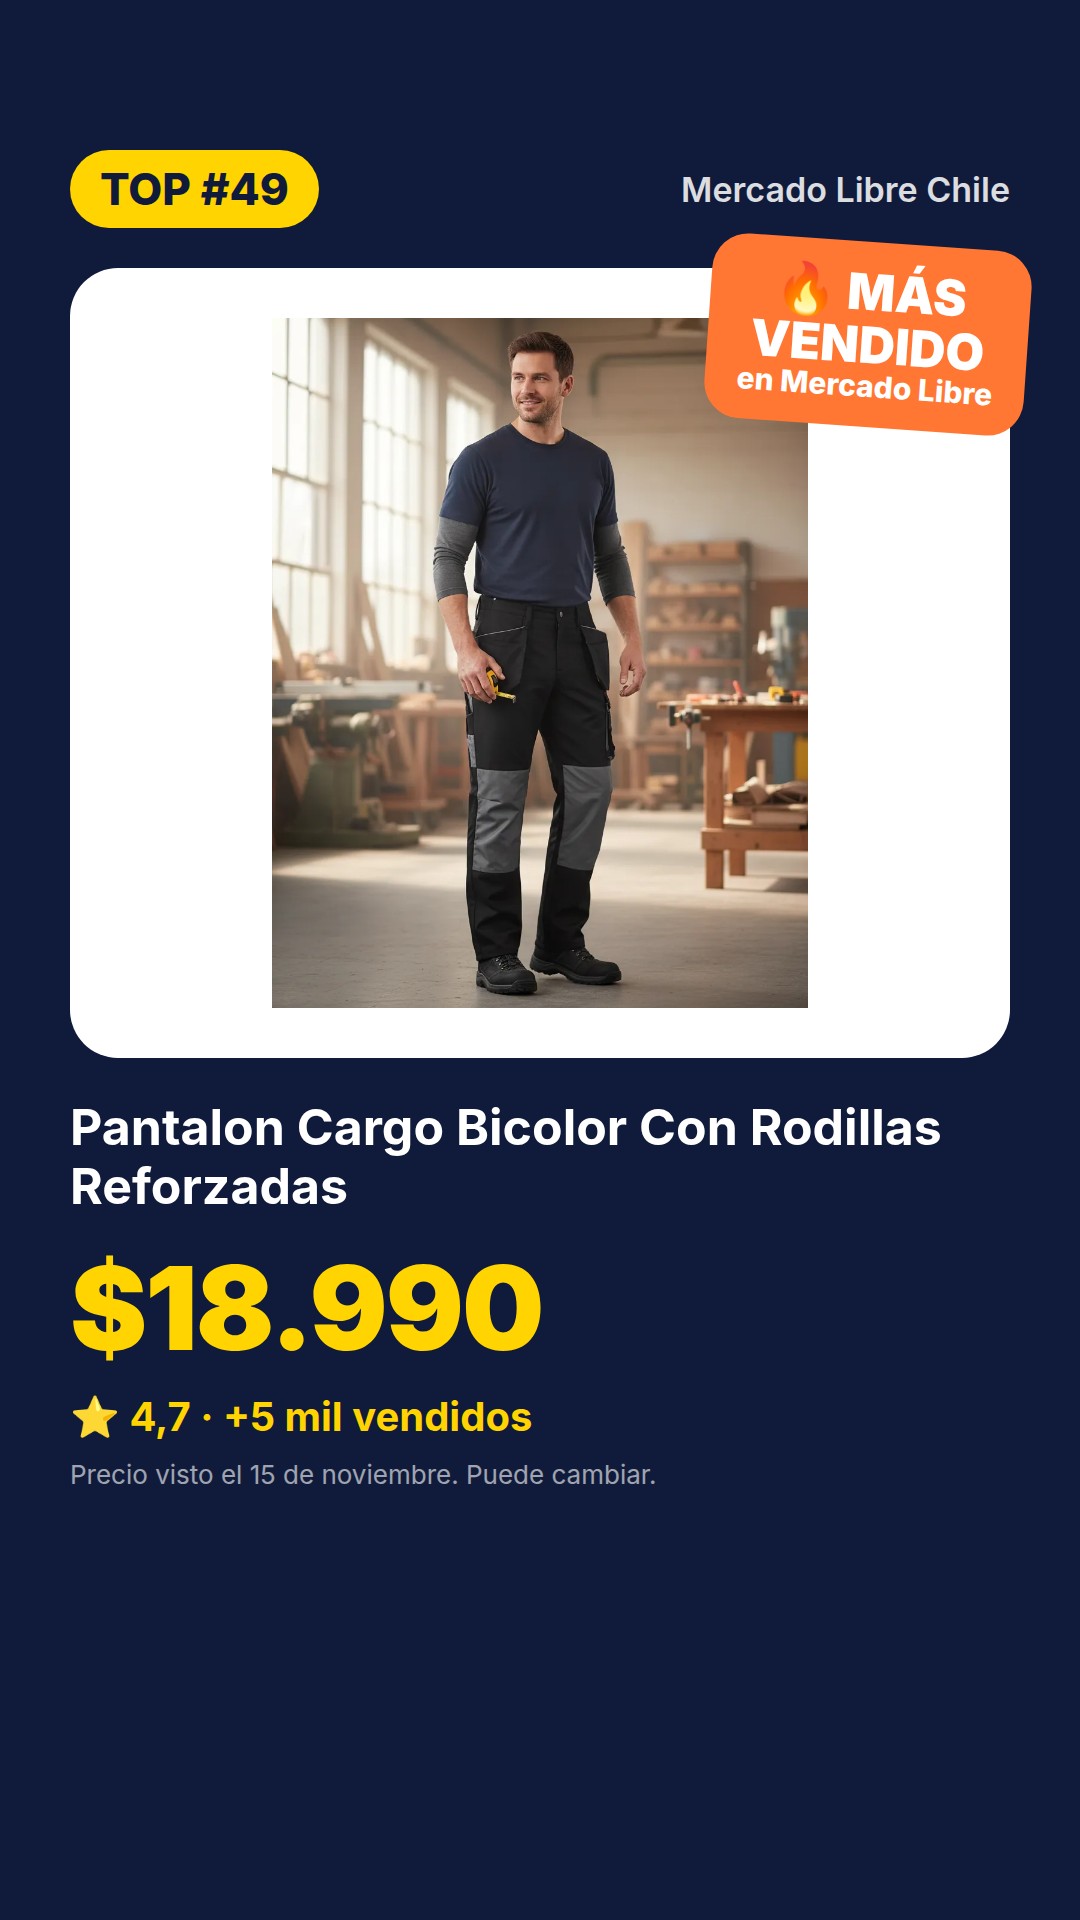 TOP #49
Mercado Libre Chile
🔥 MÁS
VENDIDO
en Mercado Libre
Pantalon Cargo Bicolor Con Rodillas
Reforzadas
$18.990
⭐ 4,7 · +5 mil vendidos
Precio visto el 15 de noviembre. Puede cambiar.